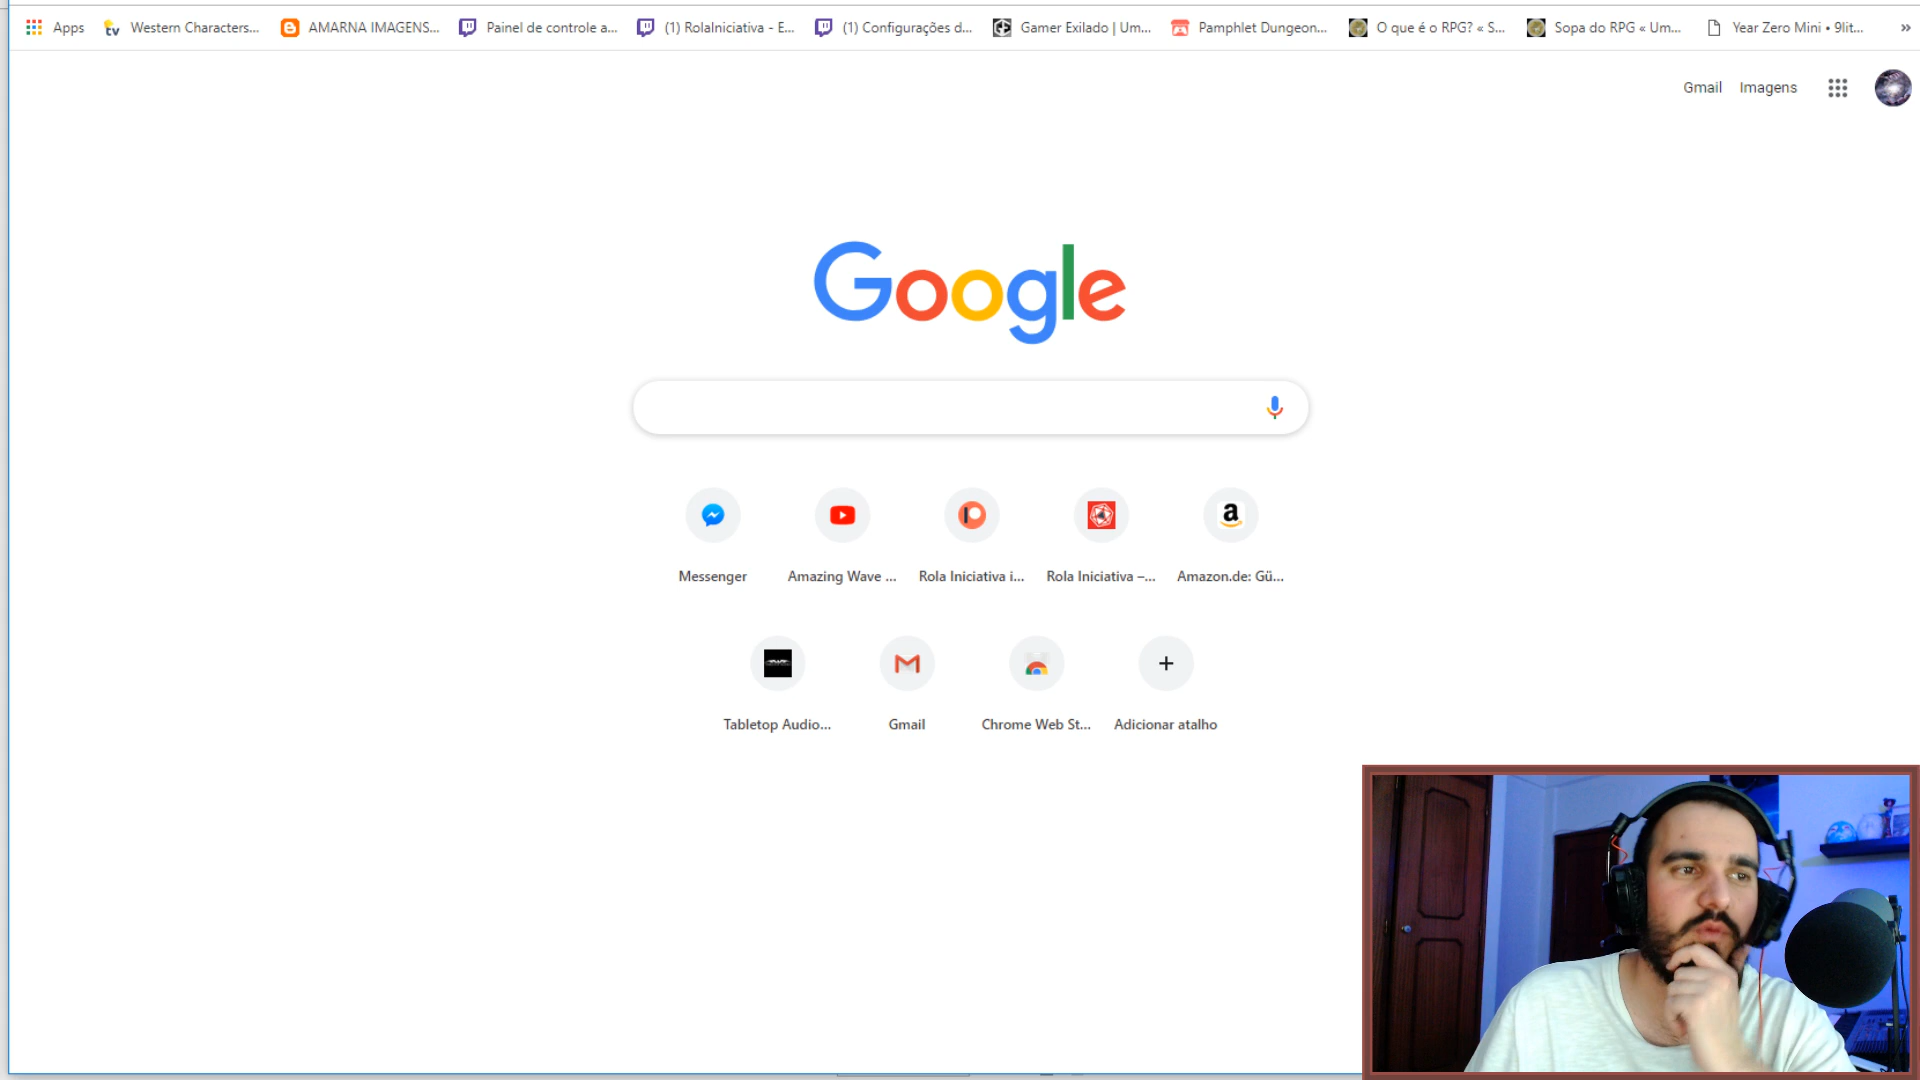 Apps Western Characters... AMARNA IMAGENS... Painel de controle a... (1) RolaIniciativa - E... (1) Configurações d... Gamer Exilado | Um... Pamphlet Dungeon... O que é o RPG? « S... Sopa do RPG « Um... Year Zero Mini • 9lit... »
Gmail Imagens
Google
Messenger Amazing Wave ... Rola Iniciativa i... Rola Iniciativa –... Amazon.de: Gü...
Tabletop Audio... Gmail Chrome Web St... Adicionar atalho